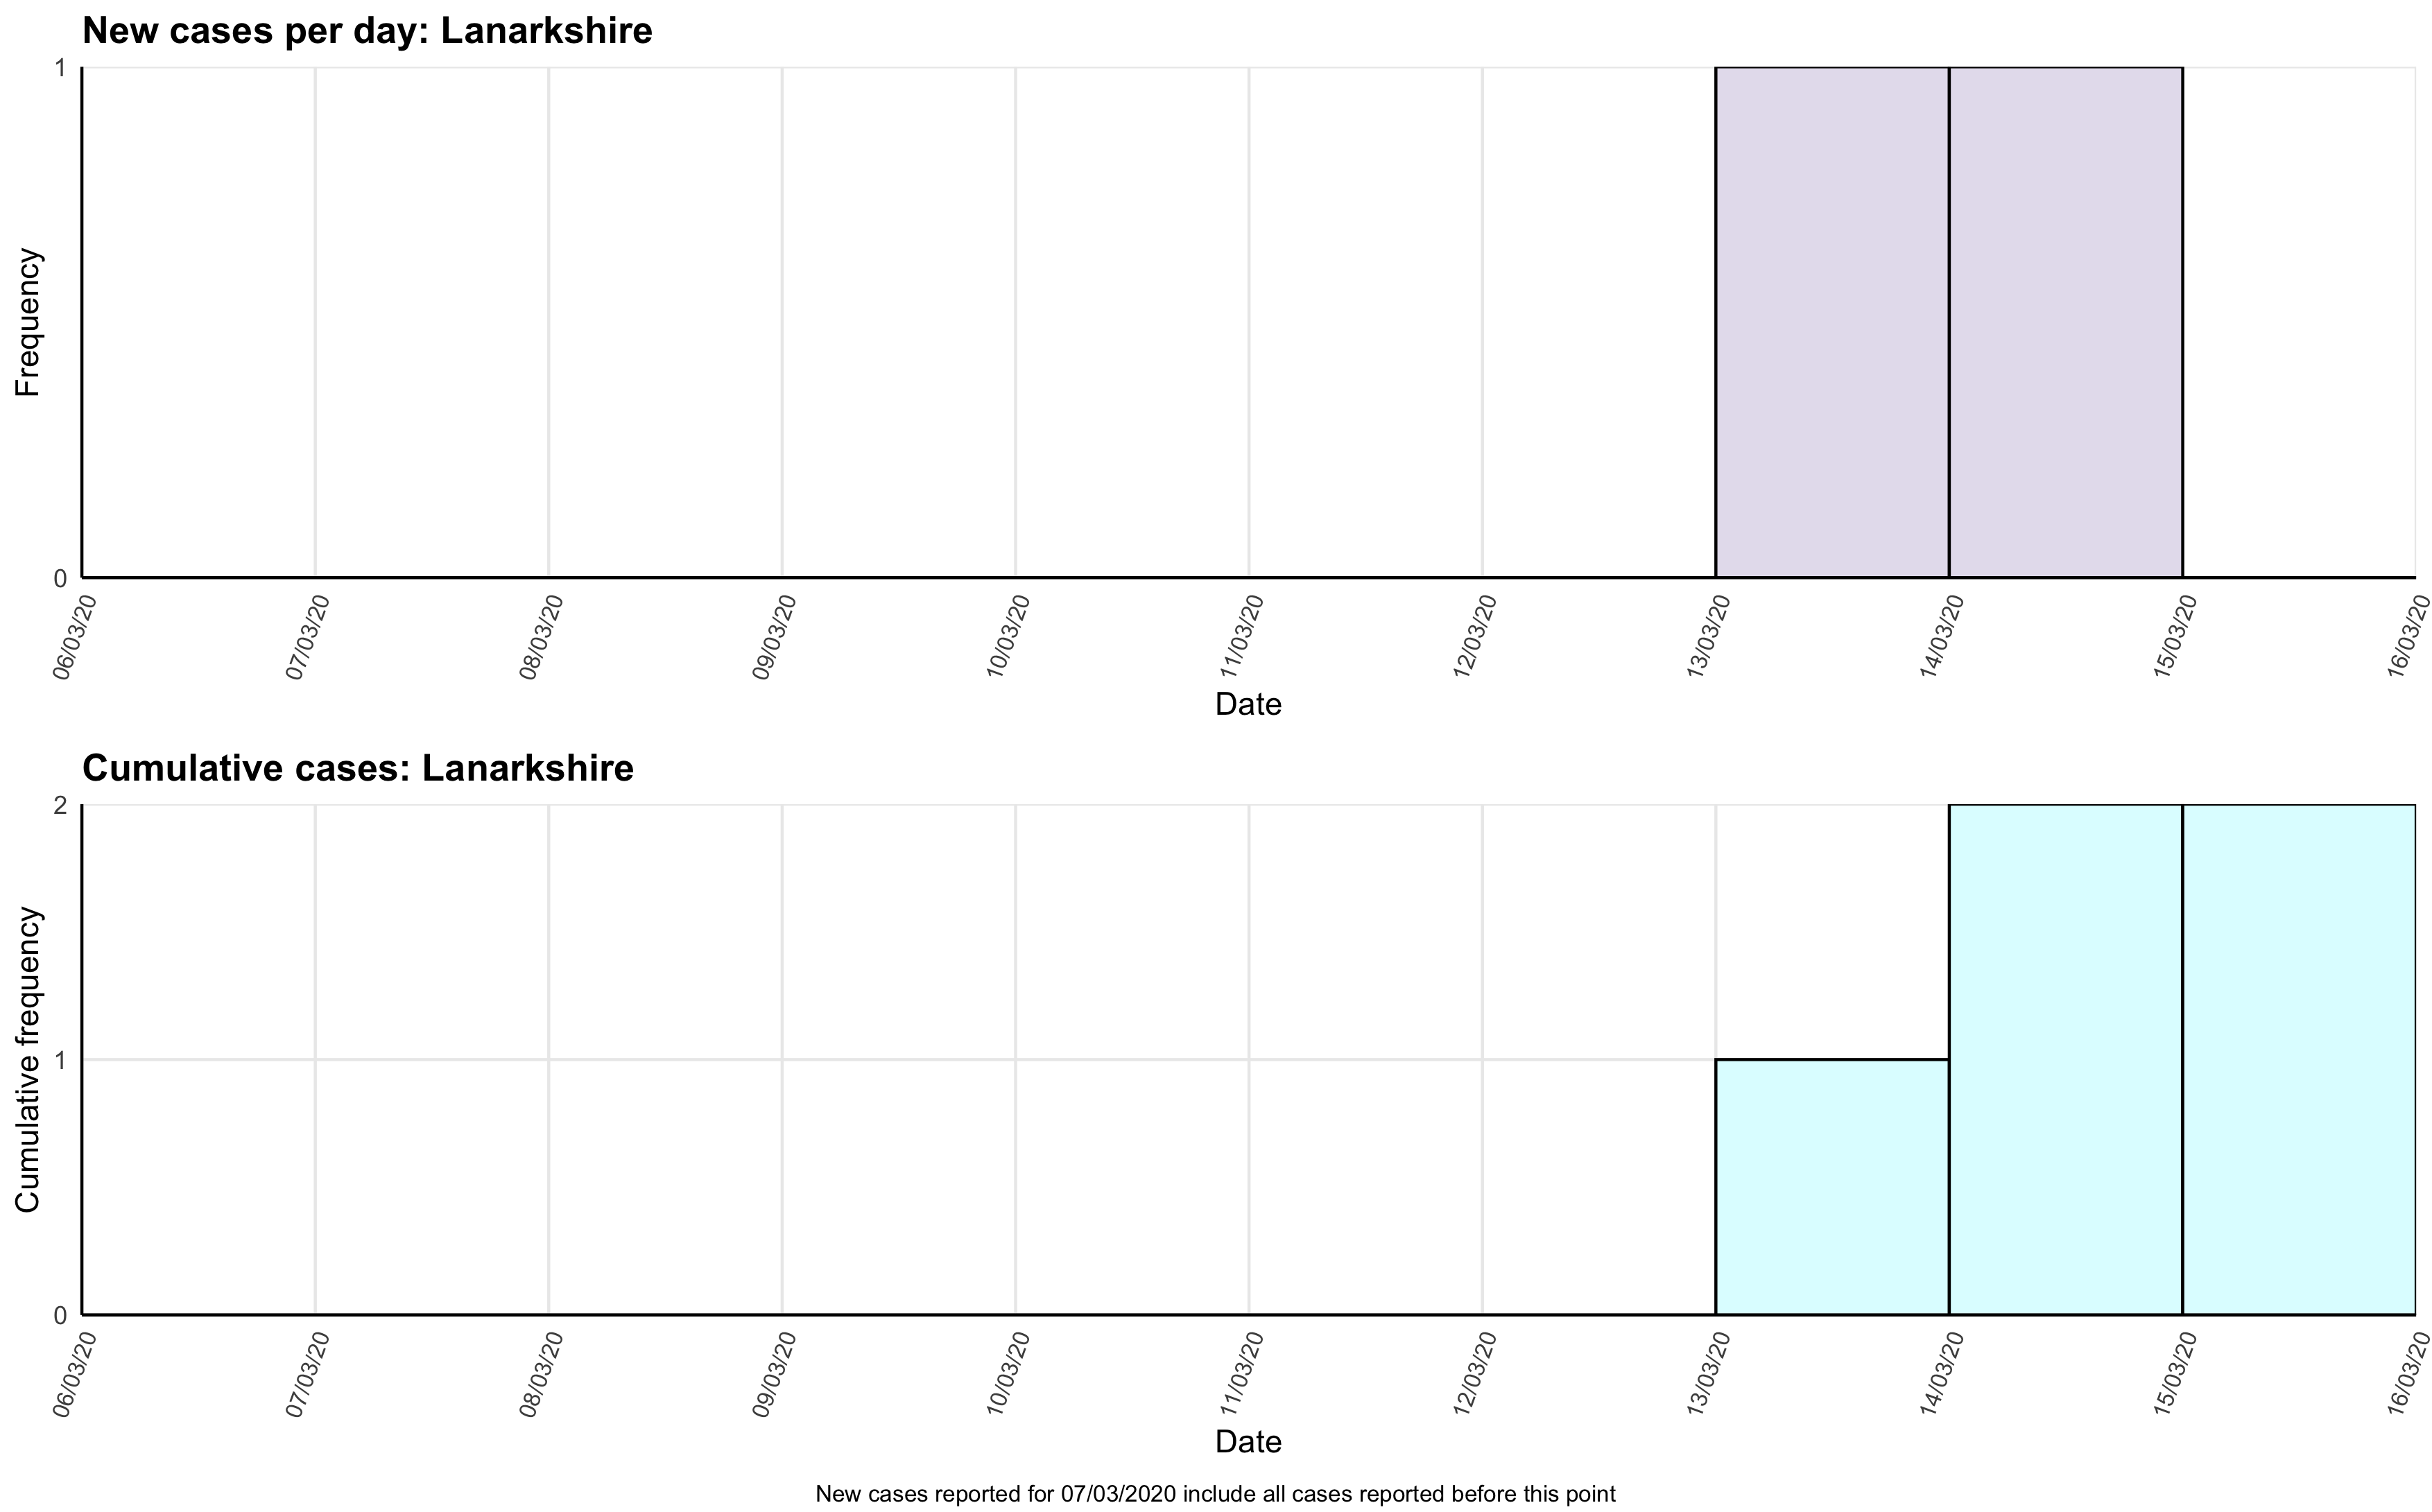 New cases per day: Lanarkshire
1
Frequency
0
06/03/20 07/03/20 08/03/20 09/03/20 10/03/20 11/03/20 12/03/20 13/03/20 14/03/20 15/03/20 16/03/20
Date
Cumulative cases: Lanarkshire
2
1
Cumulative frequency
0
06/03/20 07/03/20 08/03/20 09/03/20 10/03/20 11/03/20 12/03/20 13/03/20 14/03/20 15/03/20 16/03/20
Date
New cases reported for 07/03/2020 include all cases reported before this point